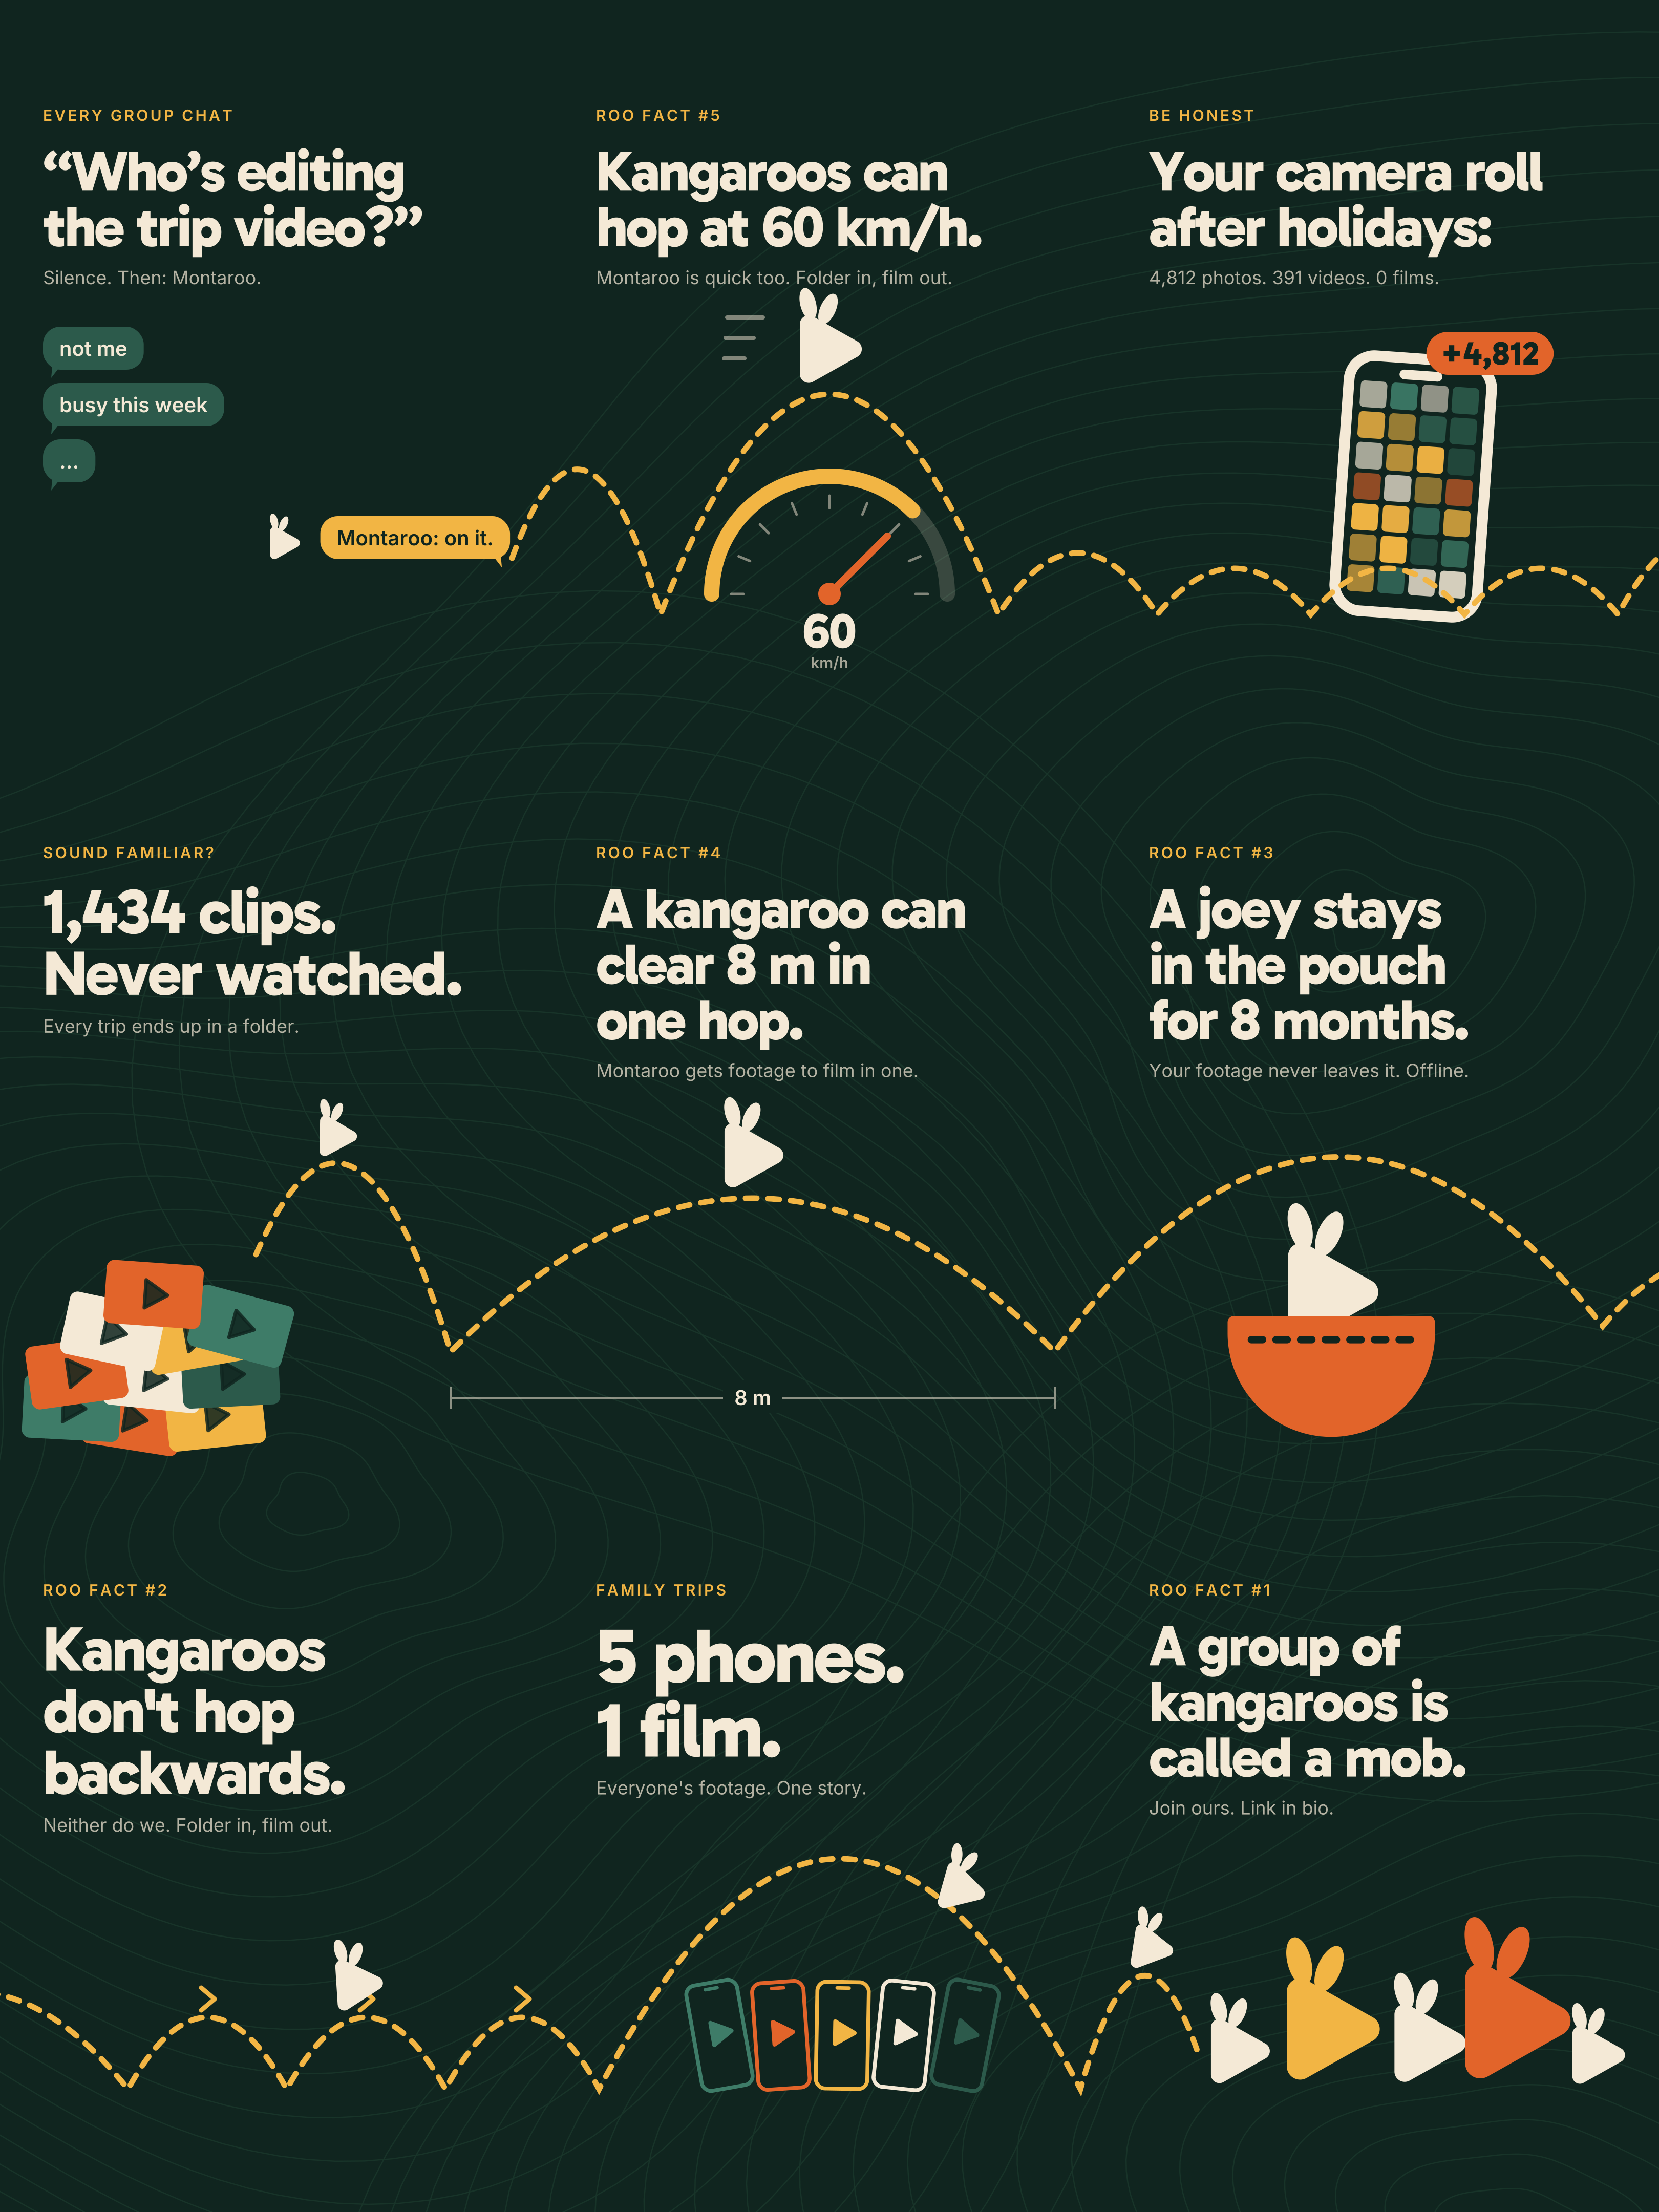 EVERY GROUP CHAT
“Who’s editing
the trip video?”
Silence. Then: Montaroo.
not me
busy this week
...
Montaroo: on it.
ROO FACT #5
Kangaroos can
hop at 60 km/h.
Montaroo is quick too. Folder in, film out.
60
km/h
BE HONEST
Your camera roll
after holidays:
4,812 photos. 391 videos. 0 films.
+4,812
SOUND FAMILIAR?
1,434 clips.
Never watched.
Every trip ends up in a folder.
ROO FACT #4
A kangaroo can
clear 8 m in
one hop.
Montaroo gets footage to film in one.
8 m
ROO FACT #3
A joey stays
in the pouch
for 8 months.
Your footage never leaves it. Offline.
ROO FACT #2
Kangaroos
don't hop
backwards.
Neither do we. Folder in, film out.
FAMILY TRIPS
5 phones.
1 film.
Everyone's footage. One story.
ROO FACT #1
A group of
kangaroos is
called a mob.
Join ours. Link in bio.